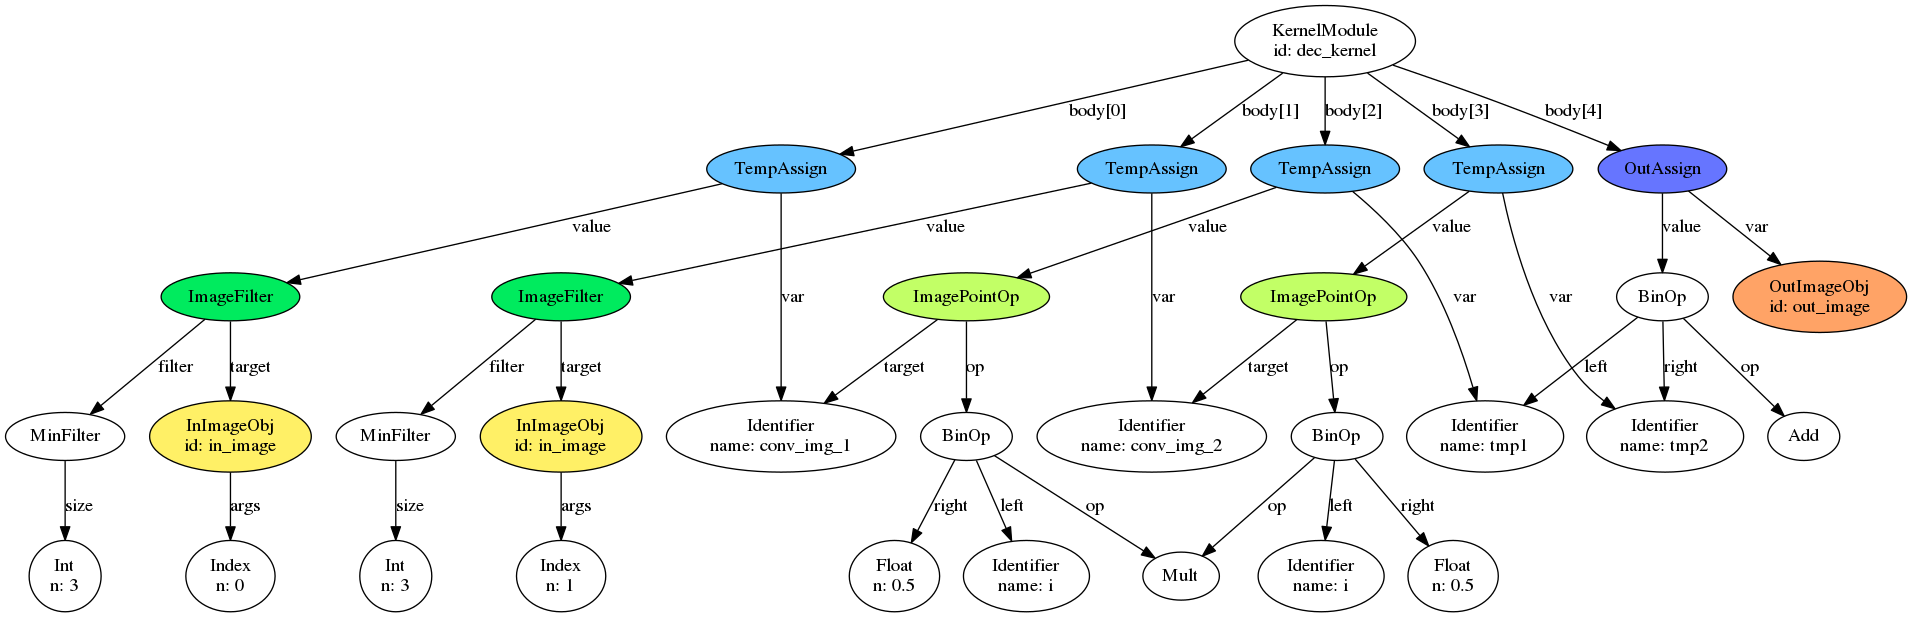 KernelModule
id: dec_kernel
body[0]
body[1]
body[2]
body[3]
body[4]
TempAssign
TempAssign
TempAssign
TempAssign
OutAssign
value
value
value
value
value
var
ImageFilter
ImageFilter
var
ImagePointOp
var
ImagePointOp
var
var
BinOp
OutImageObj
id: out_image
filter
target
filter
target
target
op
target
op
left
right
op
MinFilter
InImageObj
id: in_image
MinFilter
InImageObj
id: in_image
Identifier
name: conv_img_1
BinOp
Identifier
name: conv_img_2
BinOp
Identifier
name: tmp1
Identifier
name: tmp2
Add
size
args
size
args
right
left
op
op
left
right
Int
n: 3
Index
n: 0
Int
n: 3
Index
n: 1
Float
n: 0.5
Identifier
name: i
Mult
Identifier
name: i
Float
n: 0.5